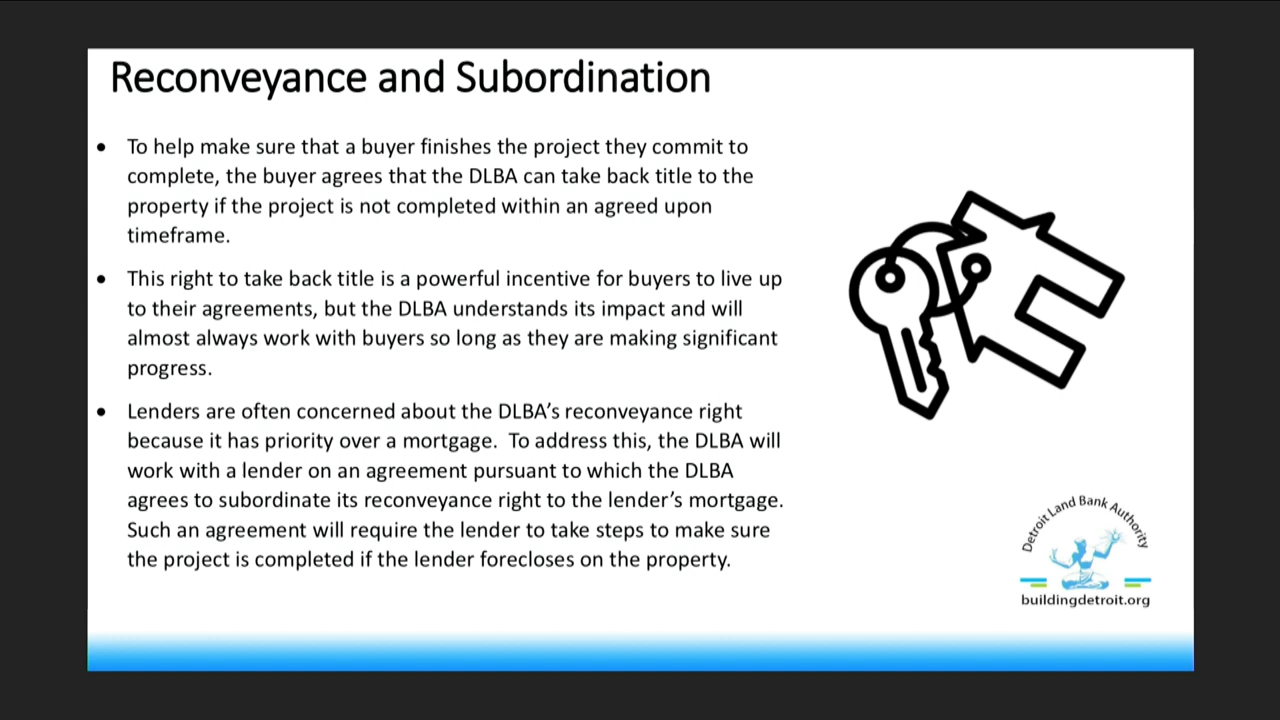 Reconveyance and Subordination
• To help make sure that a buyer finishes the project they commit to
complete, the buyer agrees that the DLBA can take back title to the
property if the project is not completed within an agreed upon
timeframe.
• This right to take back title is a powerful incentive for buyers to live up
to their agreements, but the DLBA understands its impact and will
almost always work with buyers so long as they are making significant
progress.
• Lenders are often concerned about the DLBA’s reconveyance right
because it has priority over a mortgage.  To address this, the DLBA will
work with a lender on an agreement pursuant to which the DLBA
agrees to subordinate its reconveyance right to the lender’s mortgage.
Such an agreement will require the lender to take steps to make sure
the project is completed if the lender forecloses on the property.
Detroit Land Bank Authority
buildingdetroit.org